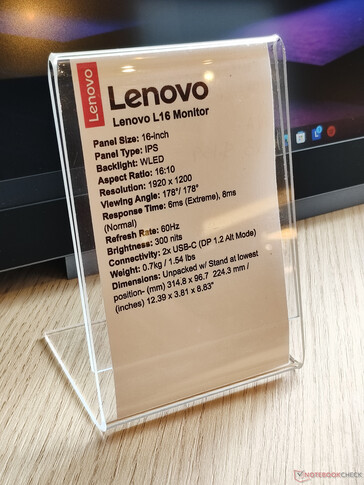 Lenovo
Lenovo
Lenovo L16 Monitor
Panel Size: 16-inch
Panel Type: IPS
Backlight: WLED
Aspect Ratio: 16:10
Resolution: 1920 x 1200
Viewing Angle: 178°/ 178°
Response Time: 6ms (Extreme), 8ms
(Normal)
Refresh Rate: 60Hz
Brightness: 300 nits
Connectivity: 2x USB-C (DP 1.2 Alt Mode)
Weight: 0.7kg / 1.54 lbs
Dimensions: Unpacked w/ Stand at lowest
position- (mm) 314.8 x 96.7 224.3 mm /
(inches) 12.39 x 3.81 x 8.83"
NOTEBOOKCHECK